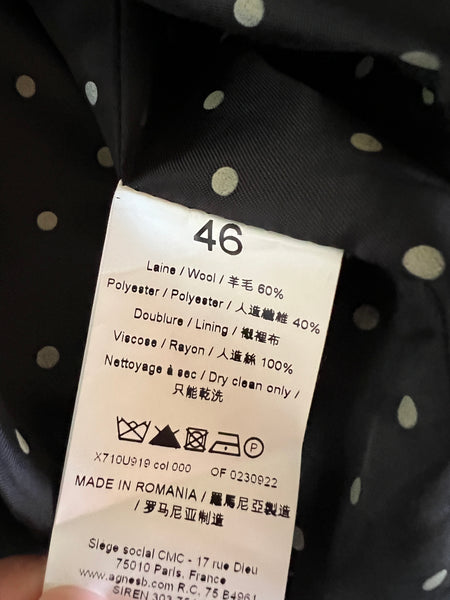 46
Laine / Wool / 羊毛 60%
Polyester / Polyester / 人造纖維 40%
Doublure / Lining / 襯裡布
Viscose / Rayon / 人造絲 100%
Nettoyage à sec / Dry clean only /
只能乾洗
P
X710U919 col 000 OF 0230922
MADE IN ROMANIA / 羅馬尼亞製造
/ 罗马尼亚制造
Siège social CMC - 17 rue Dieu
75010 Paris, France
www.agnesb.com R.C. 75 B4961
SIREN 303